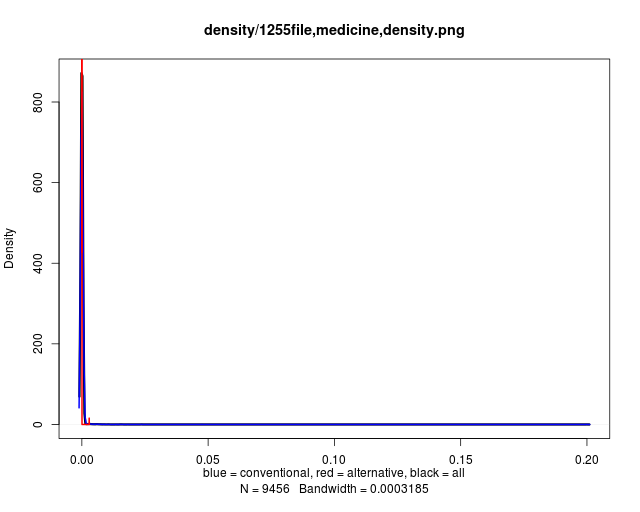 density/1255file,medicine,density.png
Density
800
600
400
200
0
0.00 0.05 0.10 0.15 0.20
blue = conventional, red = alternative, black = all
N = 9456 Bandwidth = 0.0003185